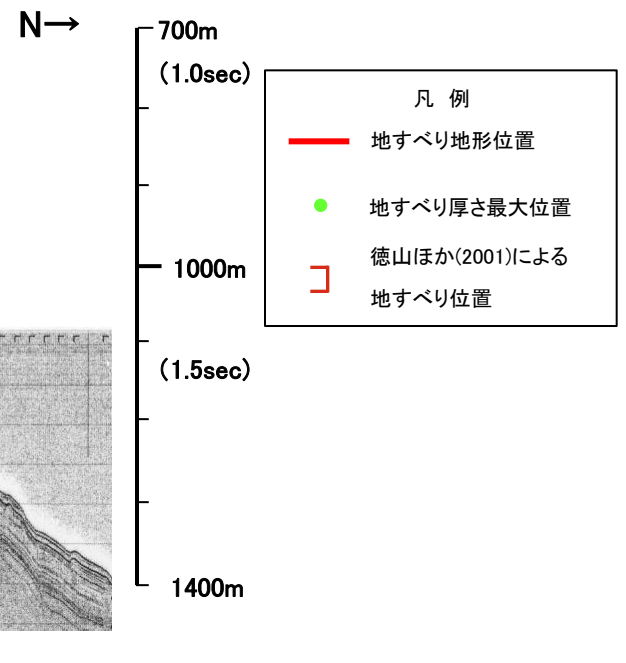 N→
700m
(1.0sec)
凡 例
地すべり地形位置
地すべり厚さ最大位置
徳山ほか(2001)による
地すべり位置
1000m
(1.5sec)
1400m